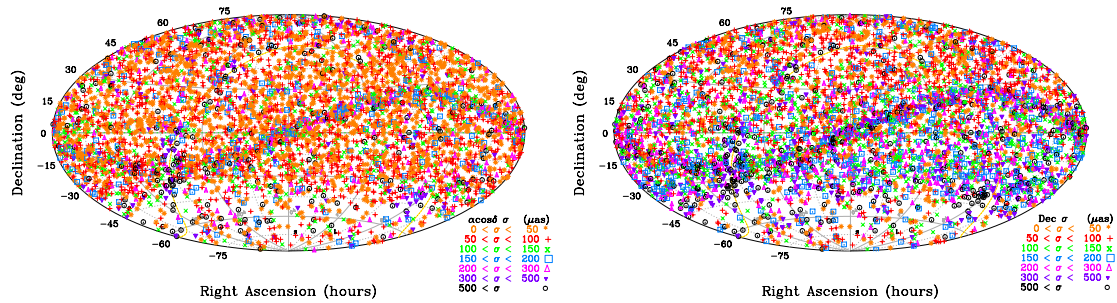 75
60
45
30
15
0
-15
-30
-45
-60
-75
Declination (deg)
Right Ascension (hours)
αcosδ σ (μas)
0 < σ < 50
50 < σ < 100 +
100 < σ < 150 x
150 < σ < 200 □
200 < σ < 300 △
300 < σ < 500 ▼
500 < σ o
75
60
45
30
15
0
-15
-30
-45
-60
-75
Declination (deg)
Right Ascension (hours)
Dec σ (μas)
0 < σ < 50
50 < σ < 100 +
100 < σ < 150 x
150 < σ < 200 □
200 < σ < 300 △
300 < σ < 500 ▼
500 < σ o